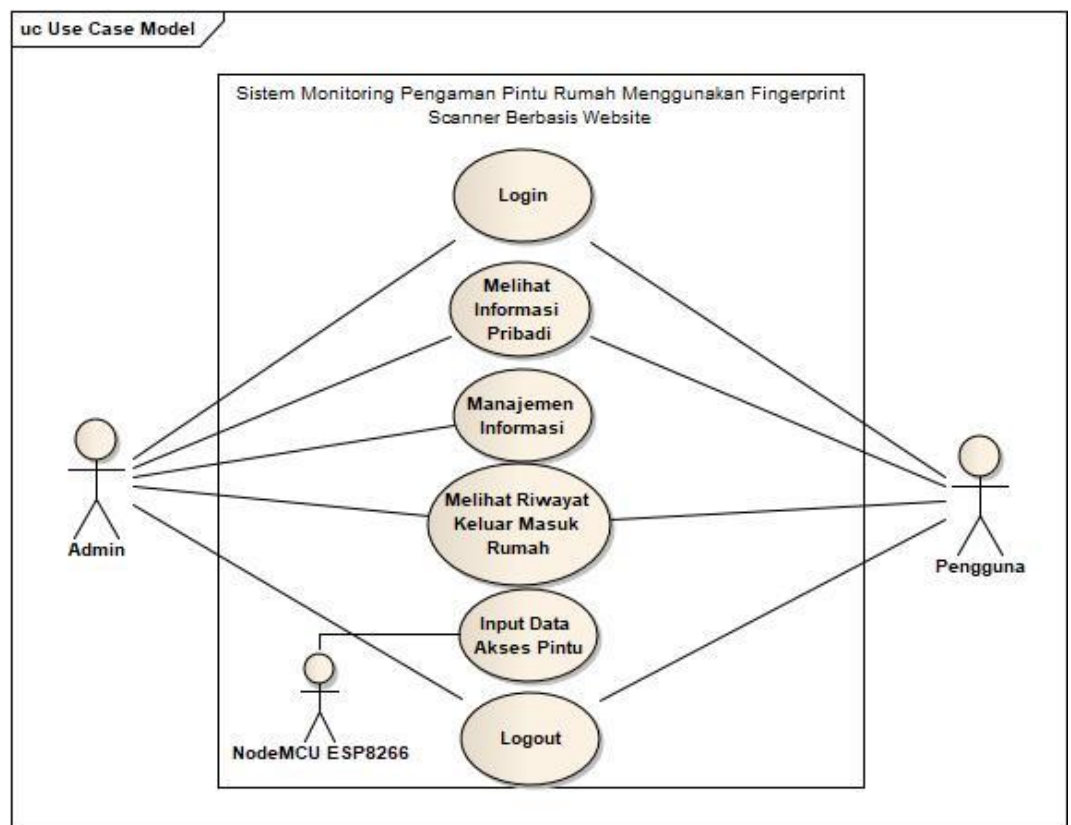 uc Use Case Model
Sistem Monitoring Pengaman Pintu Rumah Menggunakan Fingerprint
Scanner Berbasis Website
Login
Melihat
Informasi
Pribadi
Manajemen
Informasi
Melihat Riwayat
Keluar Masuk
Rumah
Admin
Pengguna
Input Data
Akses Pintu
NodeMCU ESP8266
Logout